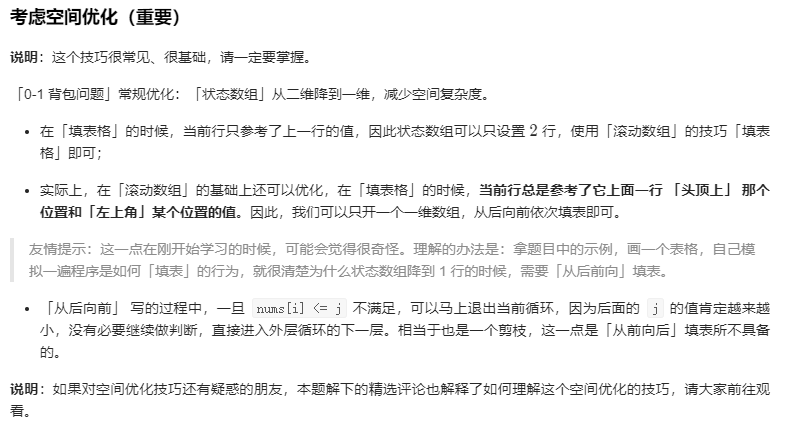 考虑空间优化（重要）
说明：这个技巧很常见、很基础，请一定要掌握。
「0-1 背包问题」常规优化：「状态数组」从二维降到一维，减少空间复杂度。
在「填表格」的时候，当前行只参考了上一行的值，因此状态数组可以只设置 2 行，使用「滚动数组」的技巧「填表
格」即可；
实际上，在「滚动数组」的基础上还可以优化，在「填表格」的时候，当前行总是参考了它上面一行 「头顶上」 那个
位置和「左上角」某个位置的值。因此，我们可以只开一个一维数组，从后向前依次填表即可。
友情提示：这一点在刚开始学习的时候，可能会觉得很奇怪。理解的办法是：拿题目中的示例，画一个表格，自己模
拟一遍程序是如何「填表」的行为，就很清楚为什么状态数组降到 1 行的时候，需要「从后前向」填表。
「从后向前」 写的过程中，一旦 nums[i] <= j 不满足，可以马上退出当前循环，因为后面的 j 的值肯定越来越
小，没有必要继续做判断，直接进入外层循环的下一层。相当于也是一个剪枝，这一点是「从前向后」填表所不具备
的。
说明：如果对空间优化技巧还有疑惑的朋友，本题解下的精选评论也解释了如何理解这个空间优化的技巧，请大家前往观
看。